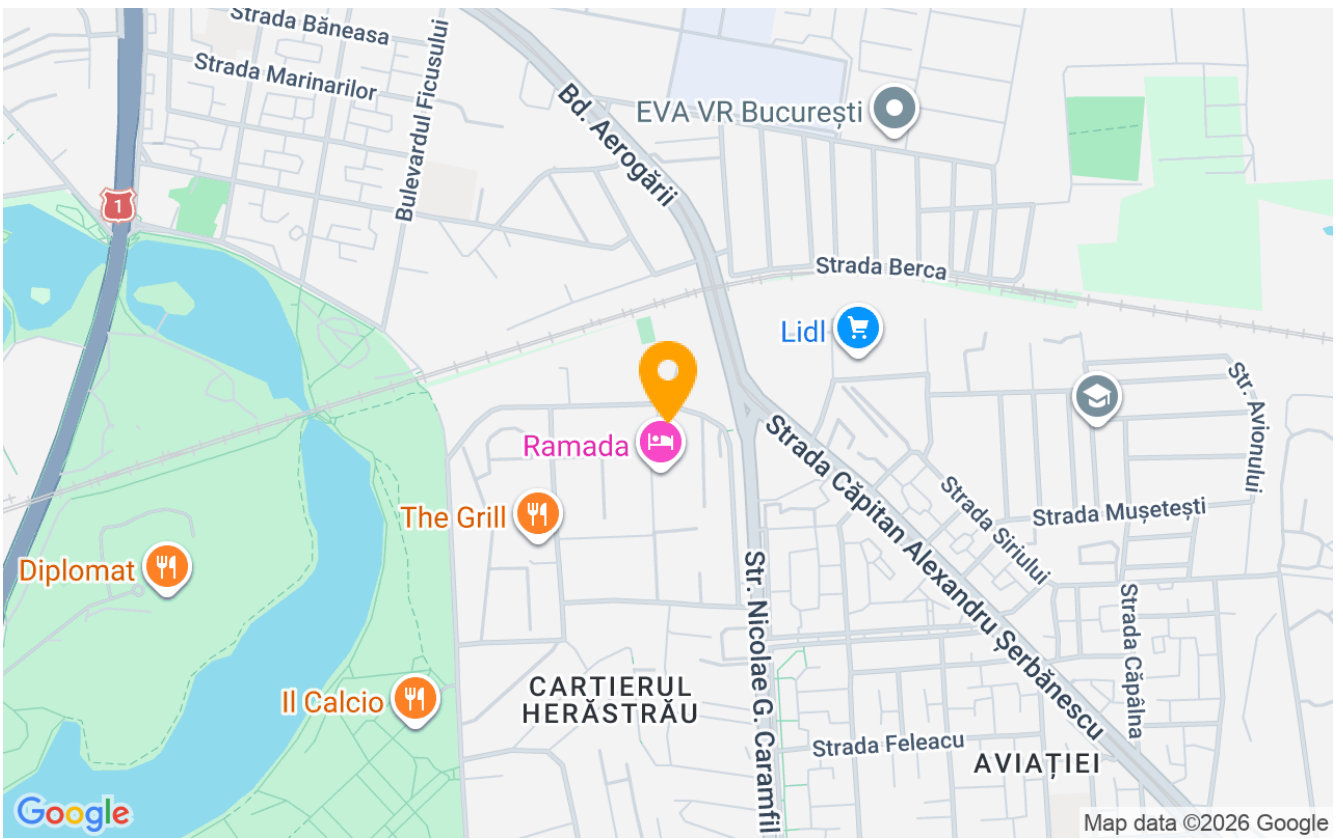 Strada Băneasa
Strada Marinarilor
Bulevardul Ficusului
Bd. Aerogării
EVA VR București
1
Strada Berca
Lidl
Str. Avionului
Ramada
Strada Căpitan Alexandru Șerbănescu
Strada Siriului
Strada Mușetești
The Grill
Diplomat
Str. Nicolae G. Caramfil
Strada Căpâlna
Il Calcio
CARTIERUL
HERĂSTRĂU
Strada Feleacu
AVIAȚIEI
Google
Map data ©2026 Google